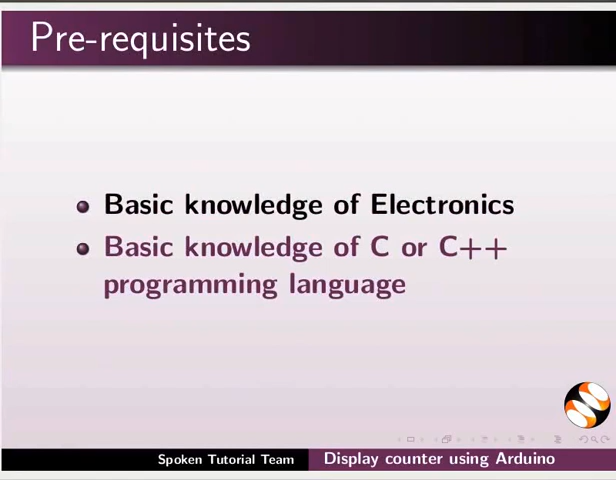 Pre-requisites
Basic knowledge of Electronics
Basic knowledge of C or C++
programming language
Spoken Tutorial Team
Display counter using Arduino